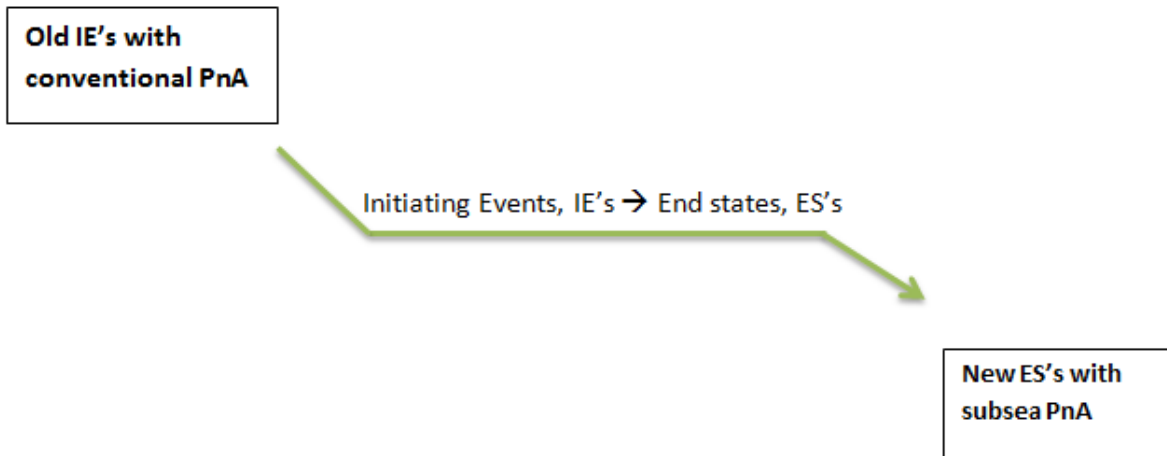 Old IE’s with
conventional PnA
Initiating Events, IE’s → End states, ES’s
New ES’s with
subsea PnA